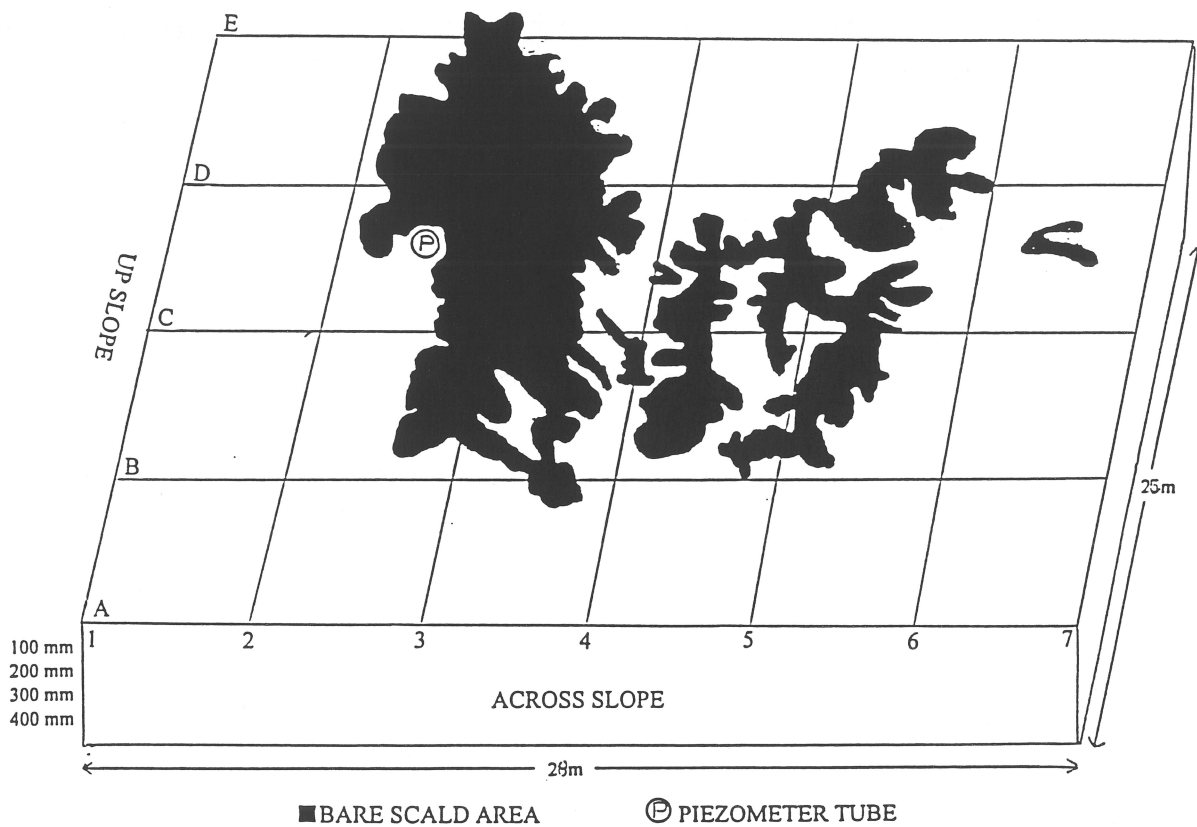 E
D
UP SLOPE
C
B
A
P
1 2 3 4 5 6 7
100 mm
200 mm
300 mm
400 mm
ACROSS SLOPE
25m
28m
BARE SCALD AREA
P PIEZOMETER TUBE